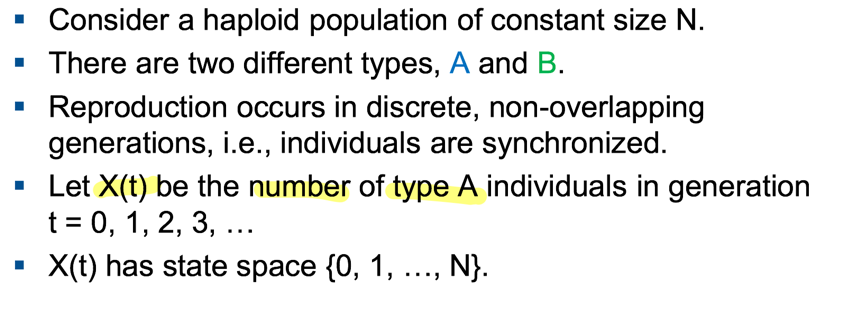 ▪ Consider a haploid population of constant size N.
▪ There are two different types, A and B.
▪ Reproduction occurs in discrete, non-overlapping
generations, i.e., individuals are synchronized.
▪ Let X(t) be the number of type A individuals in generation
t = 0, 1, 2, 3, …
▪ X(t) has state space {0, 1, …, N}.